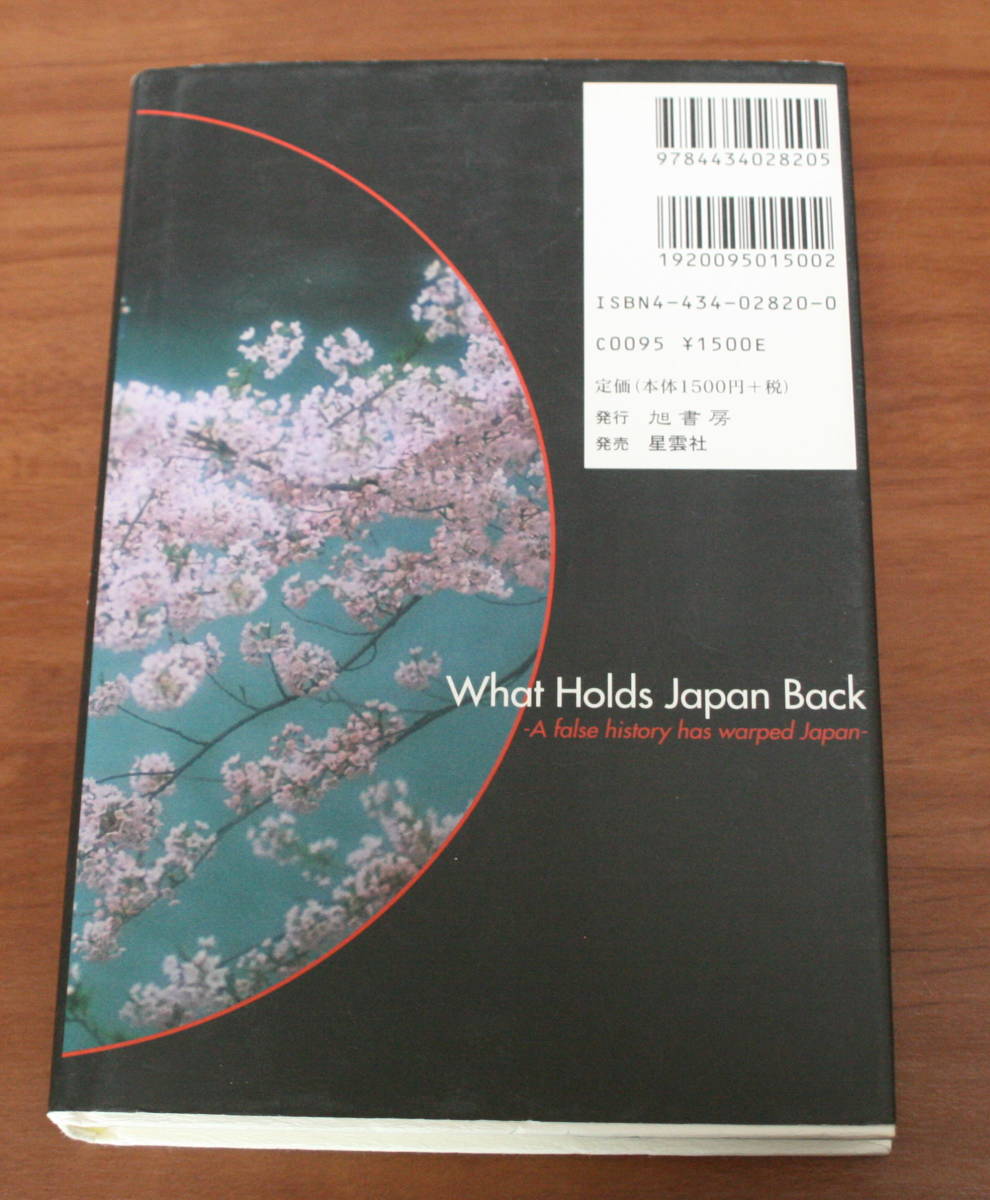 9784434028205
1920095015002
ISBN4-434-02820-0
C0095 ¥1500E
定価(本体1500円+税)
発行 旭書房
発売 星雲社
What Holds Japan Back
-A false history has warped Japan-